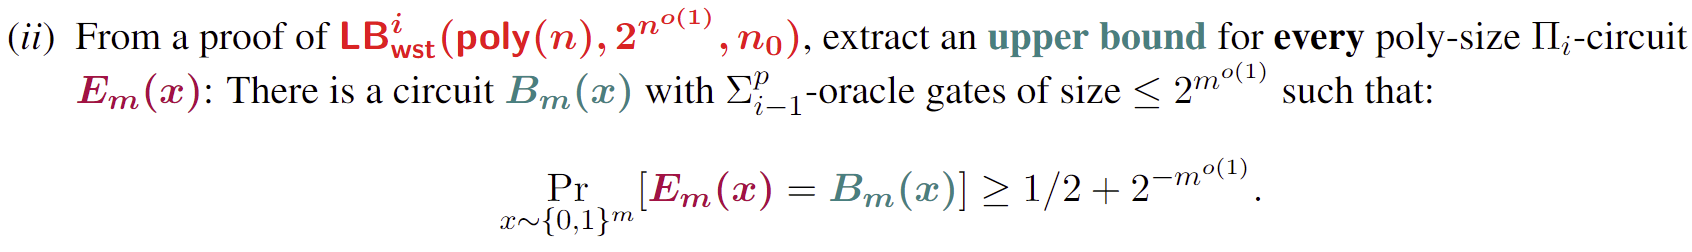 (ii) From a proof of LB^i_wst(poly(n), 2^{n^{o(1)}}, n_0), extract an upper bound for every poly-size Π_i-circuit
E_m(x): There is a circuit B_m(x) with Σ^p_{i−1}-oracle gates of size ≤ 2^{m^{o(1)}} such that:
Pr_{x∼{0,1}^m} [E_m(x) = B_m(x)] ≥ 1/2 + 2^{−m^{o(1)}}.